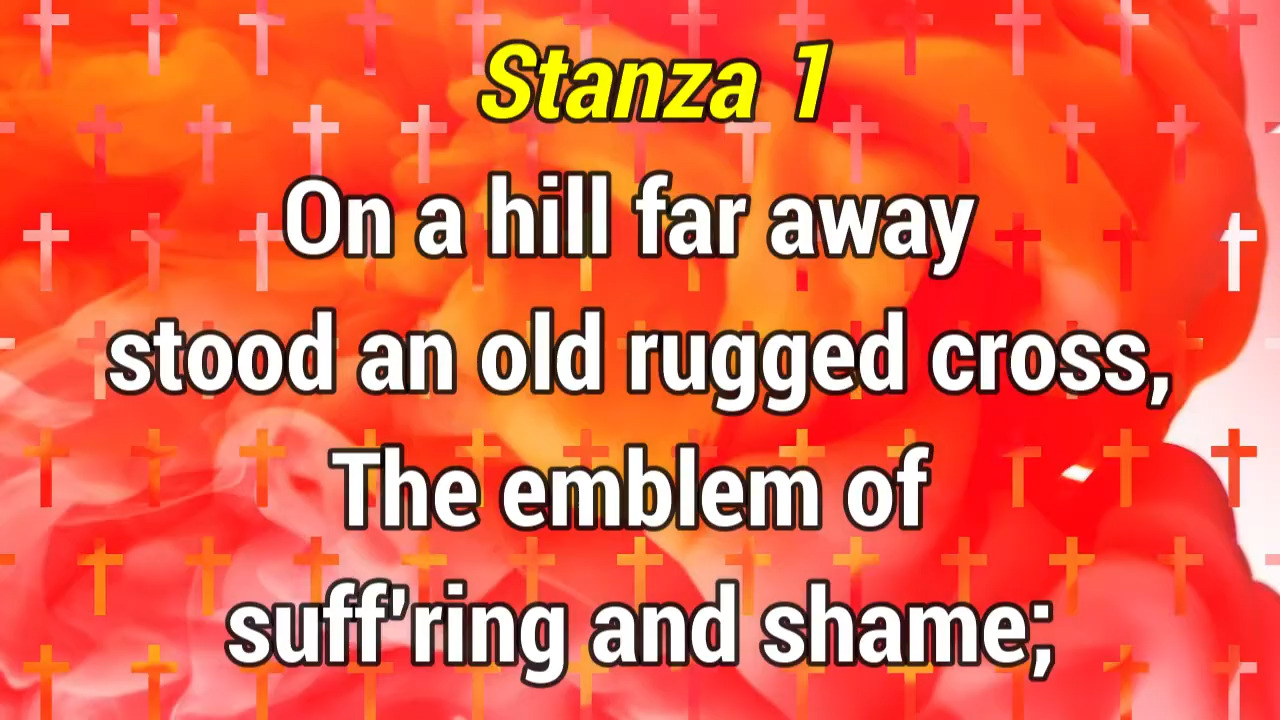 Stanza 1
On a hill far away
stood an old rugged cross,
The emblem of
suff'ring and shame;